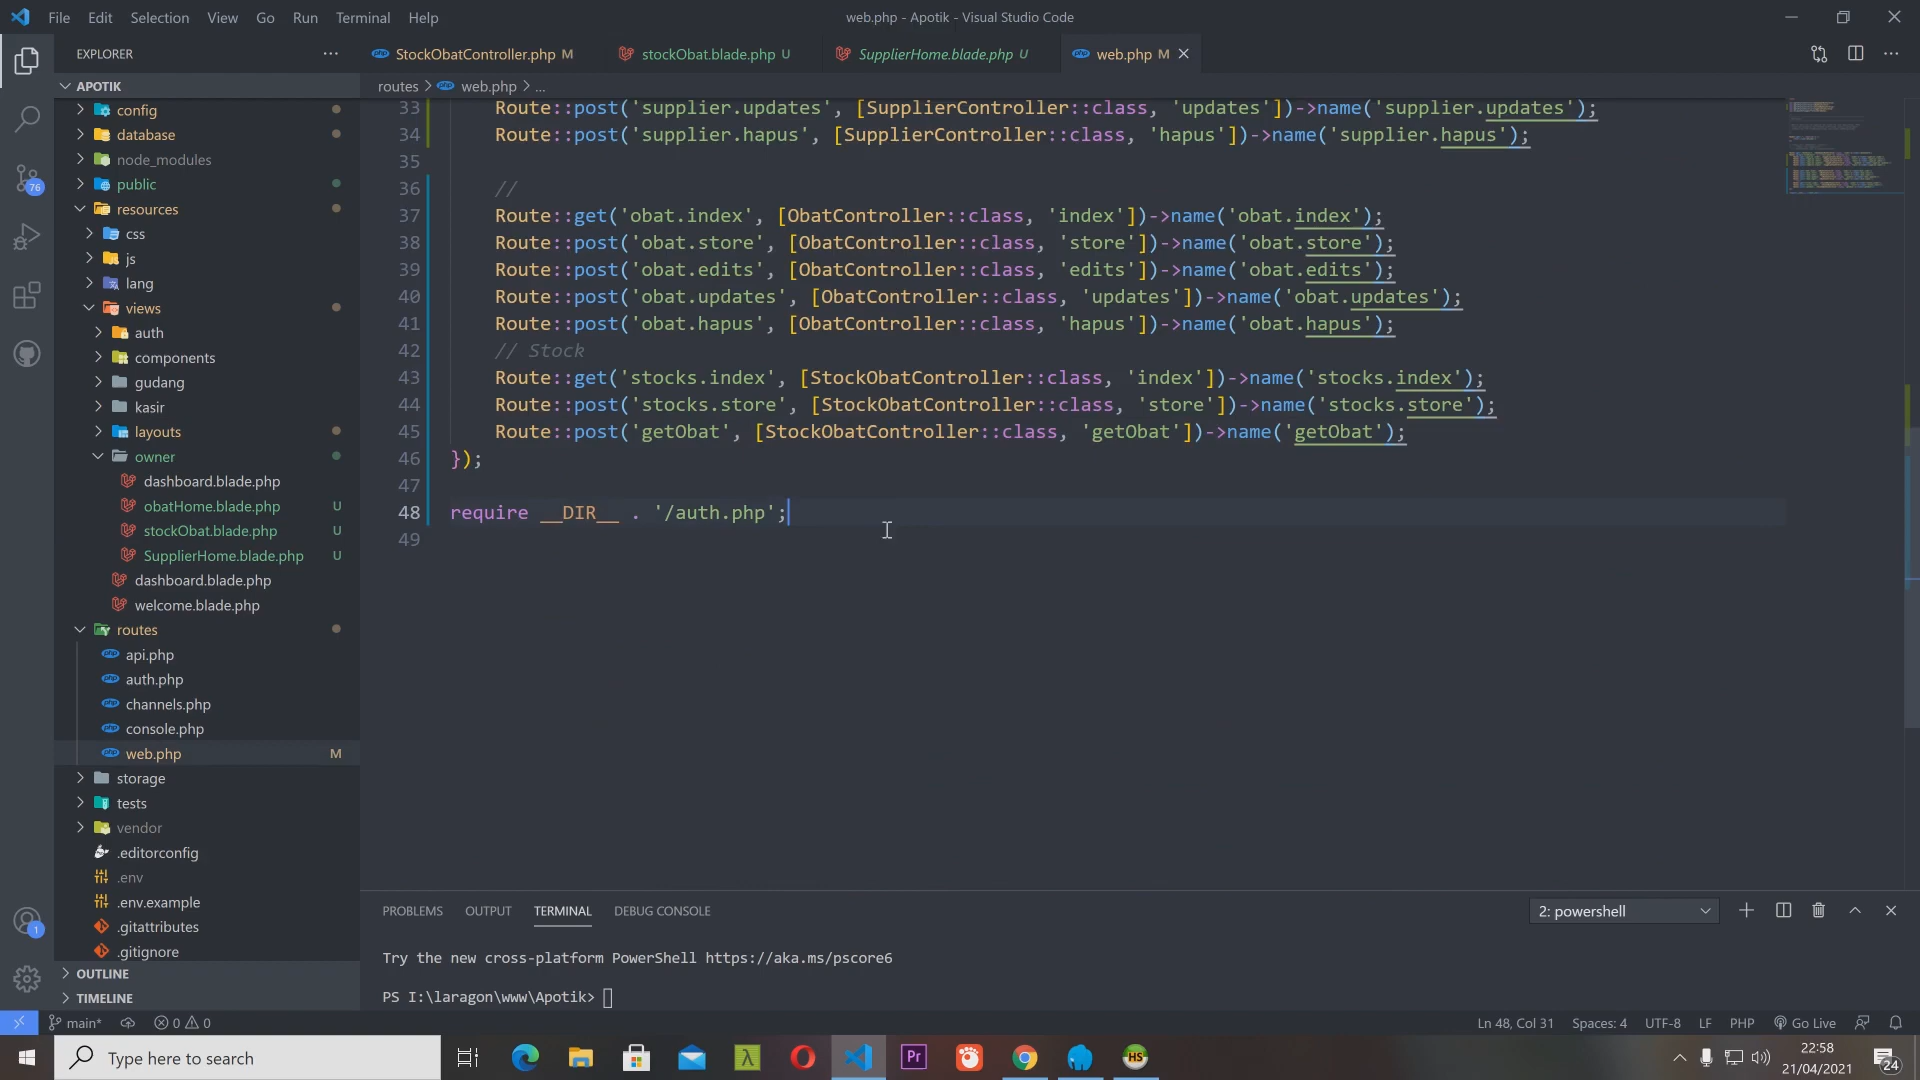 File Edit Selection View Go Run Terminal Help
web.php - Apotik - Visual Studio Code
EXPLORER
StockObatController.php M
stockObat.blade.php U
SupplierHome.blade.php U
web.php M
APOTIK
routes > web.php > ...
config
database
node_modules
public
resources
css
js
lang
views
auth
components
gudang
kasir
layouts
owner
dashboard.blade.php
obatHome.blade.php U
stockObat.blade.php U
SupplierHome.blade.php U
dashboard.blade.php
welcome.blade.php
routes
api.php
auth.php
channels.php
console.php
web.php M
storage
tests
vendor
.editorconfig
.env
.env.example
.gitattributes
.gitignore
OUTLINE
TIMELINE
76
1
33 Route::post('supplier.updates', [SupplierController::class, 'updates'])->name('supplier.updates');
34 Route::post('supplier.hapus', [SupplierController::class, 'hapus'])->name('supplier.hapus');
35
36 //
37 Route::get('obat.index', [ObatController::class, 'index'])->name('obat.index');
38 Route::post('obat.store', [ObatController::class, 'store'])->name('obat.store');
39 Route::post('obat.edits', [ObatController::class, 'edits'])->name('obat.edits');
40 Route::post('obat.updates', [ObatController::class, 'updates'])->name('obat.updates');
41 Route::post('obat.hapus', [ObatController::class, 'hapus'])->name('obat.hapus');
42 // Stock
43 Route::get('stocks.index', [StockObatController::class, 'index'])->name('stocks.index');
44 Route::post('stocks.store', [StockObatController::class, 'store'])->name('stocks.store');
45 Route::post('getObat', [StockObatController::class, 'getObat'])->name('getObat');
46 });
47
48 require __DIR__ . '/auth.php';
49
PROBLEMS OUTPUT TERMINAL DEBUG CONSOLE
2: powershell
Try the new cross-platform PowerShell https://aka.ms/pscore6
PS I:\laragon\www\Apotik>
main* 0 0
Ln 48, Col 31 Spaces: 4 UTF-8 LF PHP Go Live
Type here to search
Pr
HS
22:58
21/04/2021
24